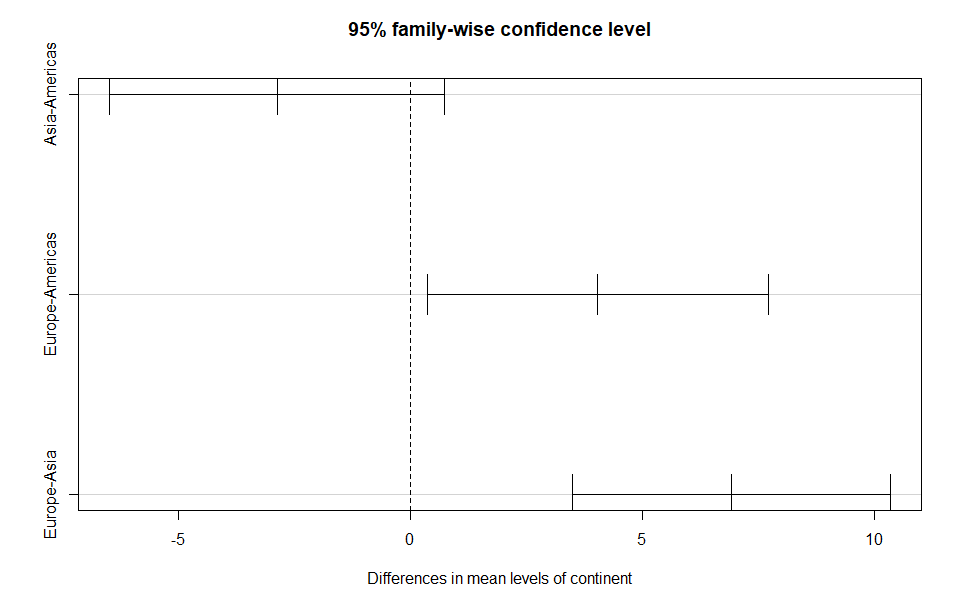 95% family-wise confidence level
Asia-Americas
Europe-Americas
Europe-Asia
-5 0 5 10
Differences in mean levels of continent